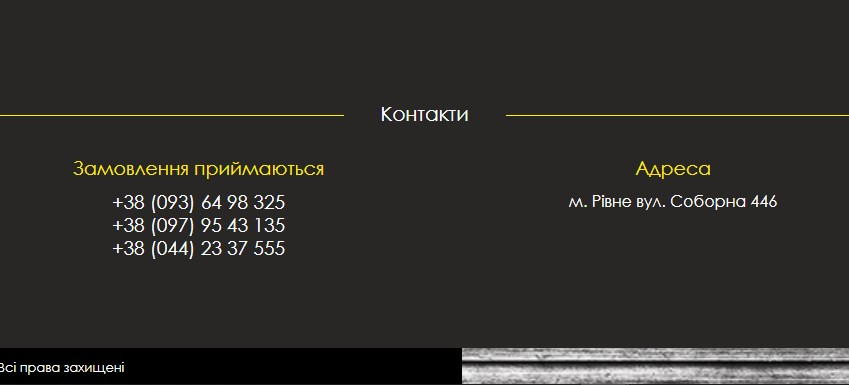 Контакти
Замовлення приймаються
+38 (093) 64 98 325
+38 (097) 95 43 135
+38 (044) 23 37 555
Адреса
м. Рівне вул. Соборна 446
Всі права захищені